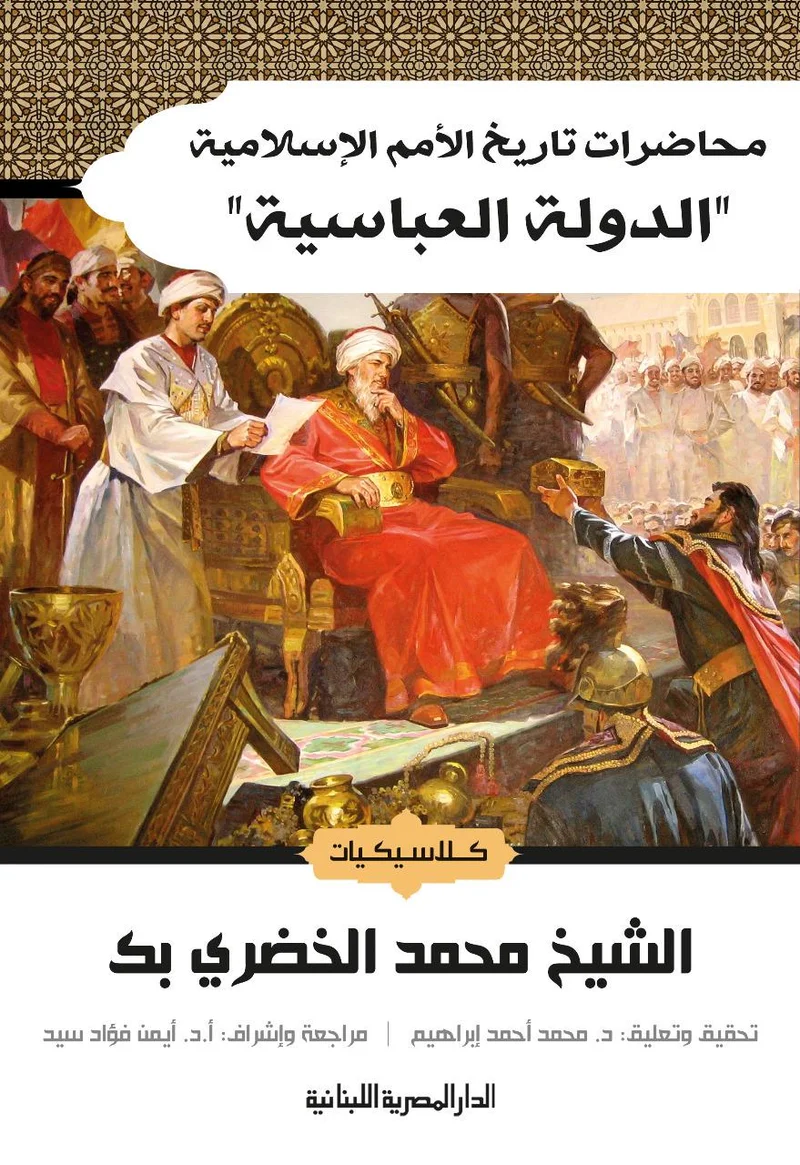 محاضرات تاريخ الأمم الإسلامية
"الدولة العباسية"
كلاسيكيات
الشيخ محمد الخضري بك
تحقيق وتعليق: د. محمد أحمد إبراهيم | مراجعة وإشراف: أ.د. أيمن فؤاد سيد
الدار المصرية اللبنانية